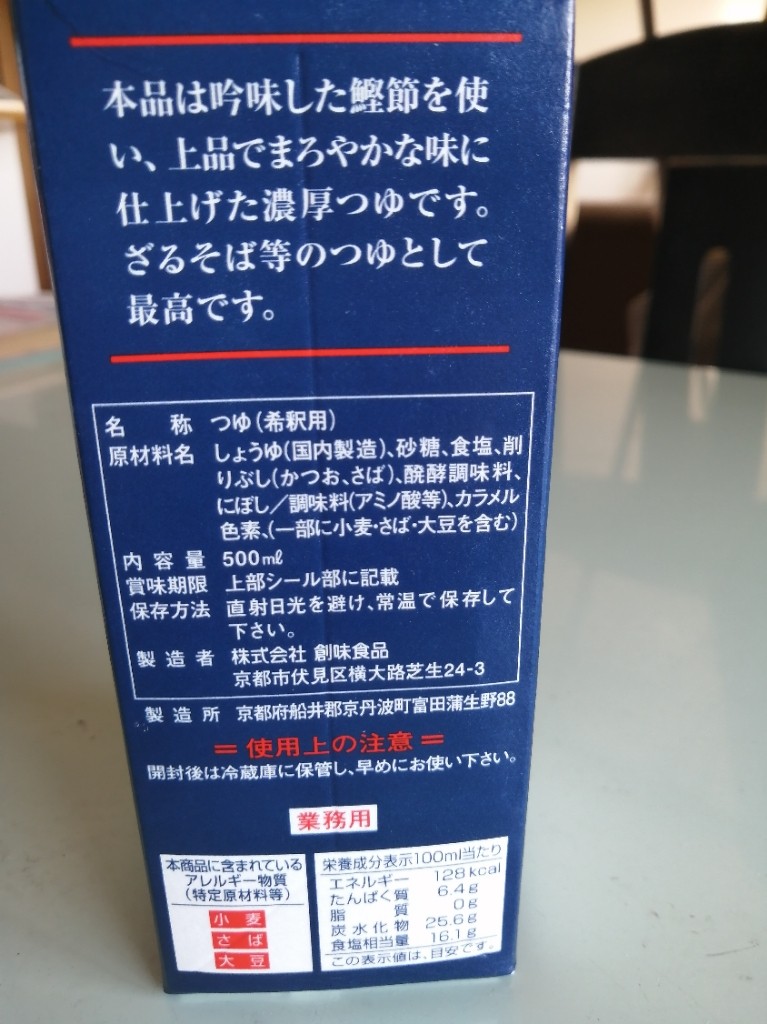 本品は吟味した鰹節を使
い、上品でまろやかな味に
仕上げた濃厚つゆです。
ざるそば等のつゆとして
最高です。
名称 つゆ(希釈用)
原材料名 しょうゆ(国内製造)、砂糖、食塩、削
りぶし(かつお、さば)、醗酵調味料、
にぼし/調味料(アミノ酸等)、カラメル
色素、(一部に小麦・さば・大豆を含む)
内容量 500㎖
賞味期限 上部シール部に記載
保存方法 直射日光を避け、常温で保存して
下さい。
製造者 株式会社 創味食品
京都市伏見区横大路芝生24-3
製造所 京都府船井郡京丹波町富田蒲生野88
=使用上の注意=
開封後は冷蔵庫に保管し、早めにお使い下さい。
業務用
本商品に含まれている
アレルギー物質
(特定原材料等)
小麦
さば
大豆
栄養成分表示100ml当たり
エネルギー 128kcal
たんぱく質 6.4g
脂質 0g
炭水化物 25.6g
食塩相当量 16.1g
この表示値は、目安です。